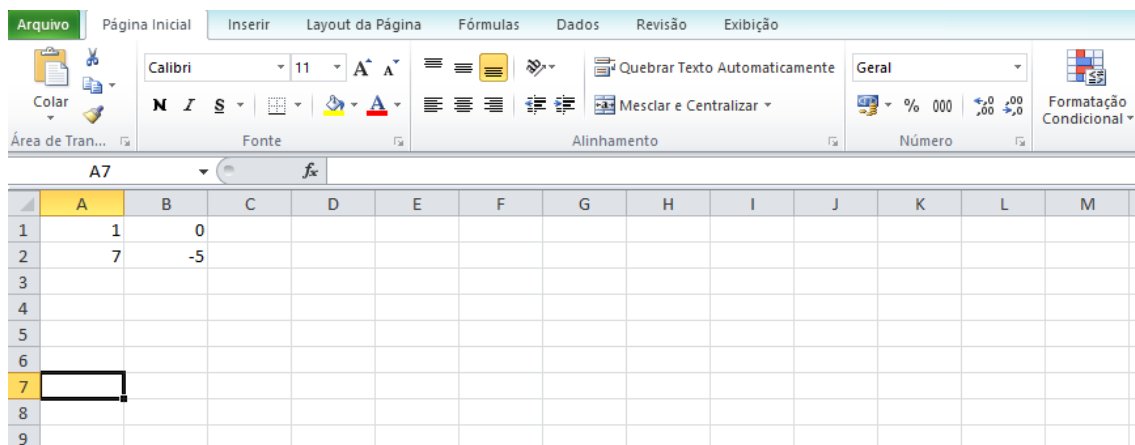 Arquivo Página Inicial Inserir Layout da Página Fórmulas Dados Revisão Exibição
Colar
Calibri 11 A A
Quebrar Texto Automaticamente
Geral
N I S A
Mesclar e Centralizar
% 000 ,00 ,00
Formatação
Condicional
Área de Tran... Fonte Alinhamento Número
A7 fx
A B C D E F G H I J K L M
1 1 0
2 7 -5
3
4
5
6
7
8
9